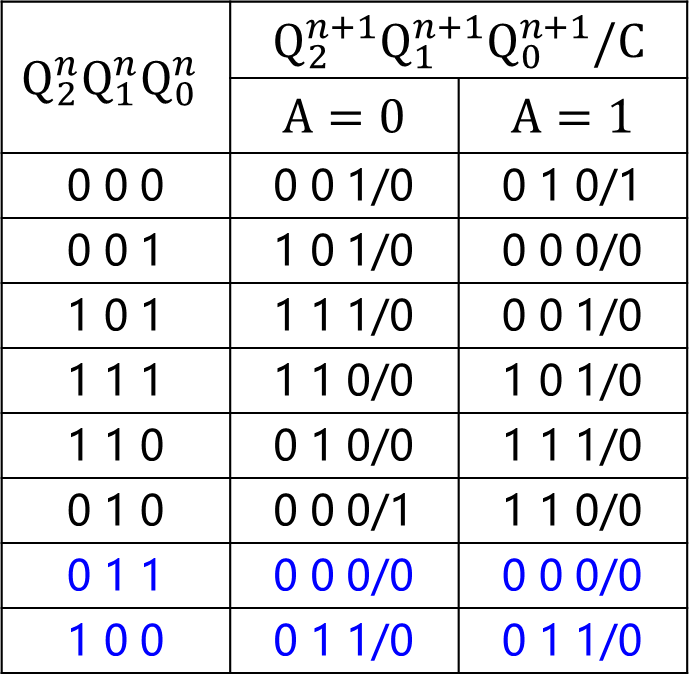 Q₂ⁿQ₁ⁿQ₀ⁿ Q₂ⁿ⁺¹Q₁ⁿ⁺¹Q₀ⁿ⁺¹/C
A = 0 A = 1
0 0 0 0 0 1/0 0 1 0/1
0 0 1 1 0 1/0 0 0 0/0
1 0 1 1 1 1/0 0 0 1/0
1 1 1 1 1 0/0 1 0 1/0
1 1 0 0 1 0/0 1 1 1/0
0 1 0 0 0 0/1 1 1 0/0
0 1 1 0 0 0/0 0 0 0/0
1 0 0 0 1 1/0 0 1 1/0